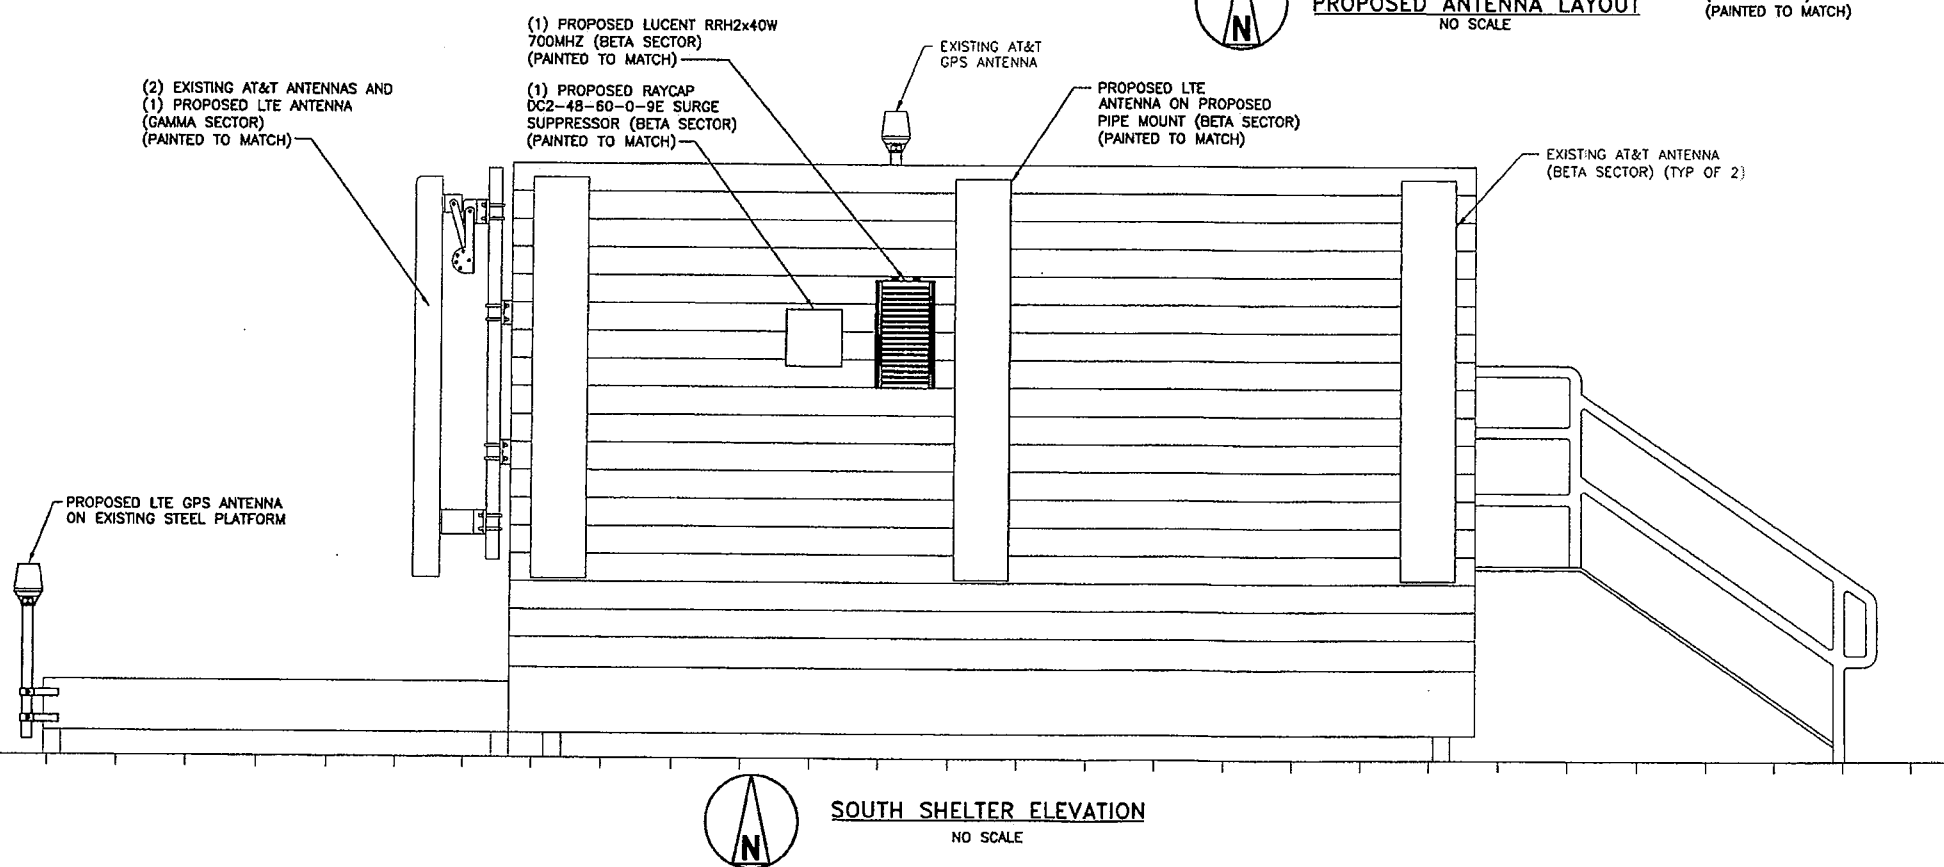 N
PROPOSED ANTENNA LAYOUT
NO SCALE
(PAINTED TO MATCH)
(1) PROPOSED LUCENT RRH2x40W
700MHZ (BETA SECTOR)
(PAINTED TO MATCH)
EXISTING AT&T
GPS ANTENNA
(2) EXISTING AT&T ANTENNAS AND
(1) PROPOSED LTE ANTENNA
(GAMMA SECTOR)
(PAINTED TO MATCH)
(1) PROPOSED RAYCAP
DC2-48-60-0-9E SURGE
SUPPRESSOR (BETA SECTOR)
(PAINTED TO MATCH)
PROPOSED LTE
ANTENNA ON PROPOSED
PIPE MOUNT (BETA SECTOR)
(PAINTED TO MATCH)
EXISTING AT&T ANTENNA
(BETA SECTOR) (TYP OF 2)
PROPOSED LTE GPS ANTENNA
ON EXISTING STEEL PLATFORM
N
SOUTH SHELTER ELEVATION
NO SCALE